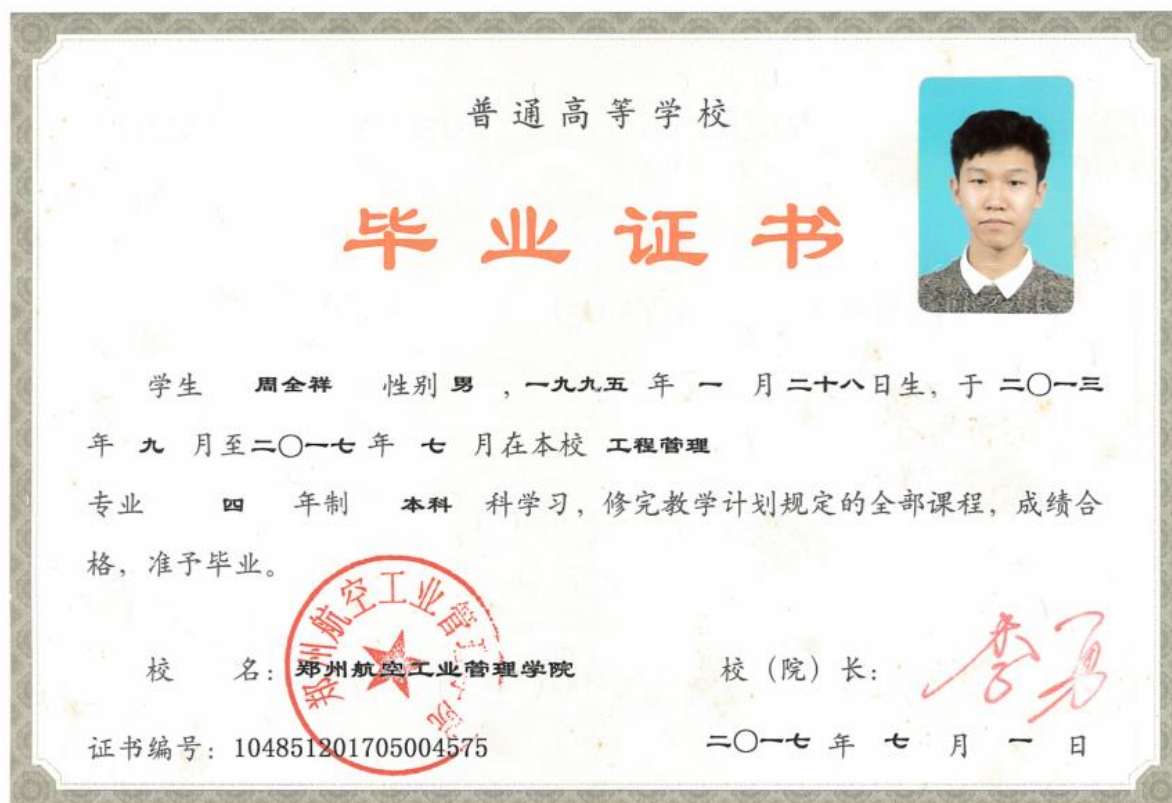 普通高等学校
毕业证书
学生 周全祥 性别 男 ，一九九五 年 一 月 二十八日生，于 二〇一三
年 九 月至二〇一七 年 七 月在本校 工程管理
专业 四 年制 本科 科学习，修完教学计划规定的全部课程，成绩合
格，准予毕业。
郑州航空工业管理学院
校 名：郑州航空工业管理学院 校（院）长：李勇
证书编号：104851201705004575 二〇一七 年 七 月 一 日